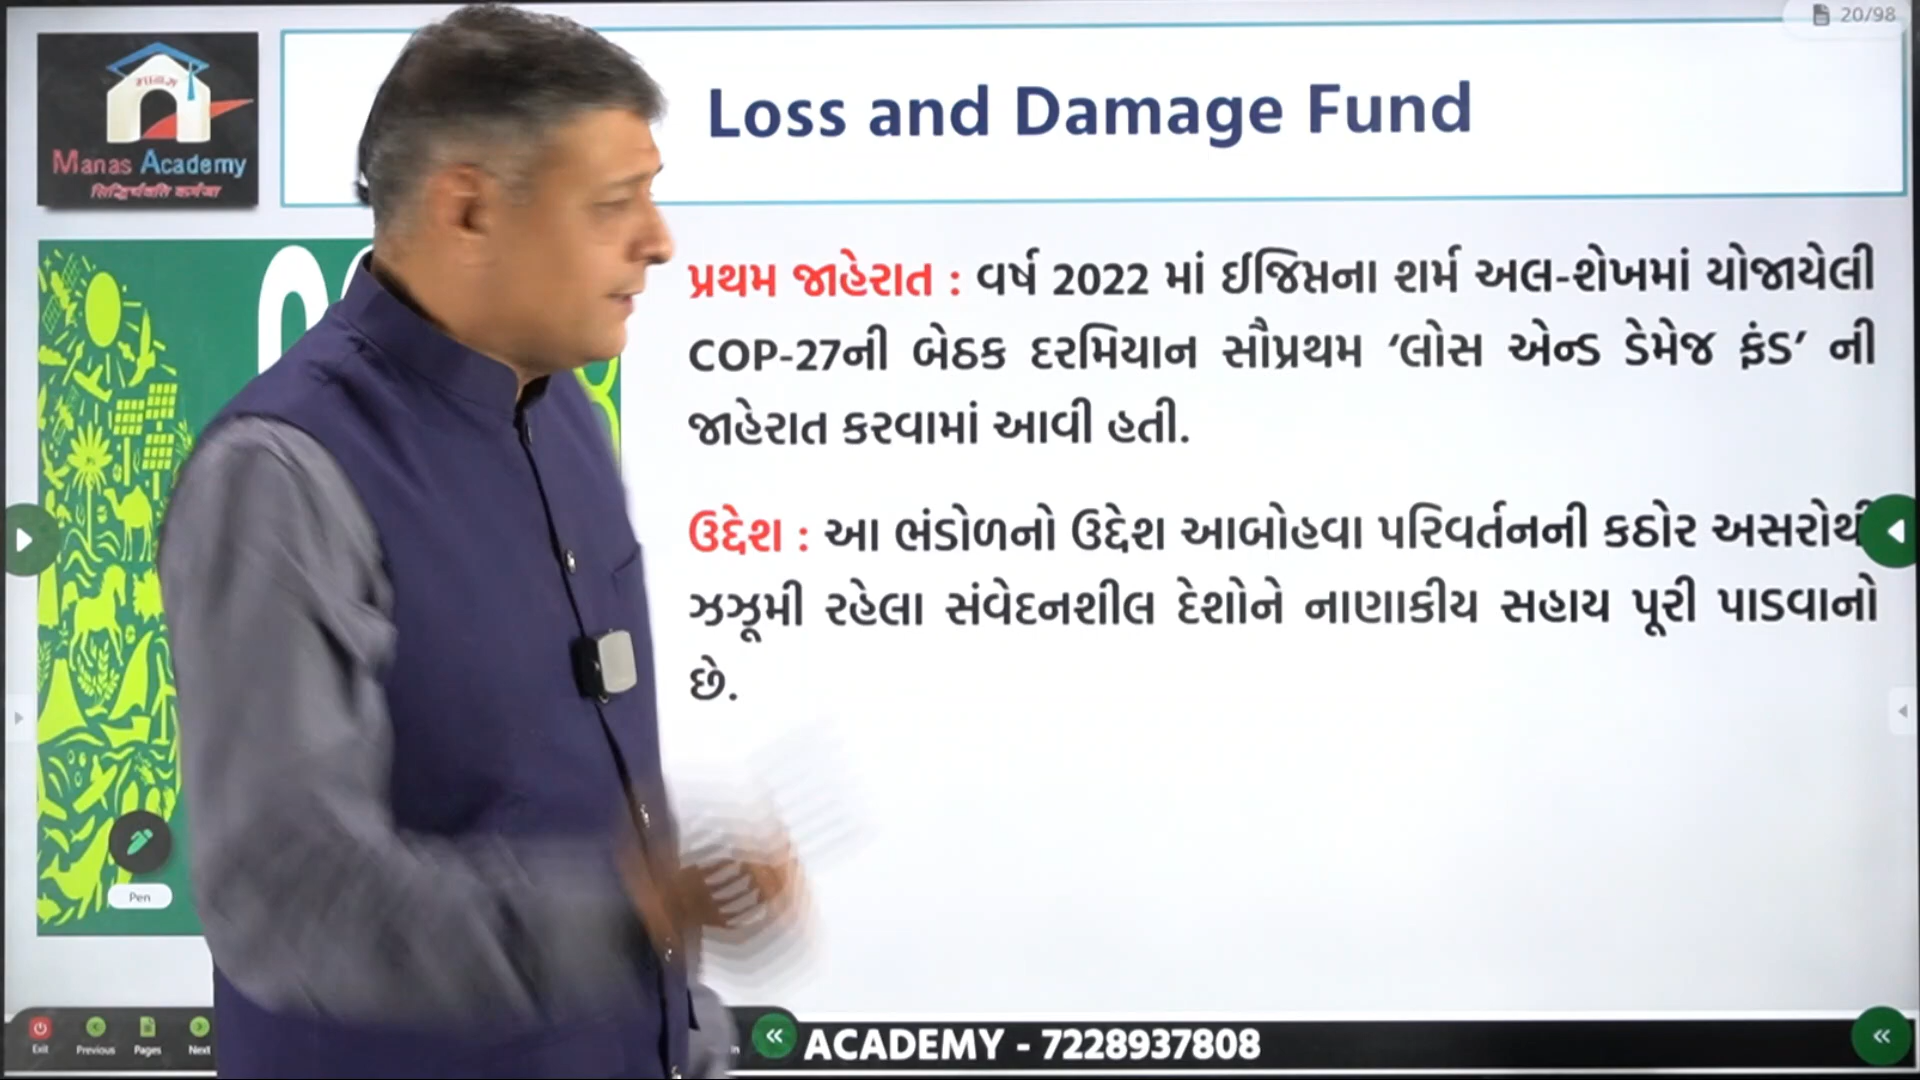 20/98
માનસ
Manas Academy
Loss and Damage Fund
પ્રથમ જાહેરાત : વર્ષ 2022 માં ઈજિપ્તના શર્મ અલ-શેખમાં યોજાયેલી
COP-27ની બેઠક દરમિયાન સૌપ્રથમ ‘લોસ એન્ડ ડેમેજ ફંડ’ ની
જાહેરાત કરવામાં આવી હતી.
ઉદ્દેશ : આ ભંડોળનો ઉદ્દેશ આબોહવા પરિવર્તનની કઠોર અસરોથી
ઝઝૂમી રહેલા સંવેદનશીલ દેશોને નાણાકીય સહાય પૂરી પાડવાનો
છે.
Pen
Exit Previous Pages Next
ACADEMY - 7228937808